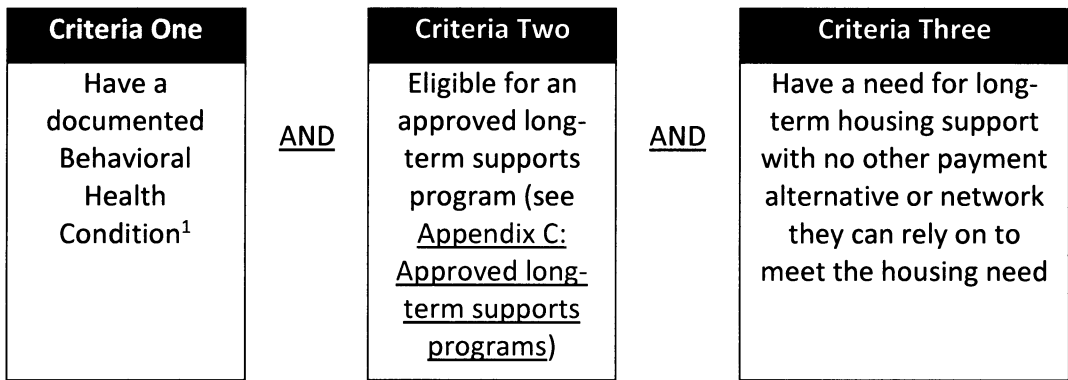 Criteria One
Have a
documented
Behavioral
Health
Condition¹
AND
Criteria Two
Eligible for an
approved long-
term supports
program (see
Appendix C:
Approved long-
term supports
programs)
AND
Criteria Three
Have a need for long-
term housing support
with no other payment
alternative or network
they can rely on to
meet the housing need